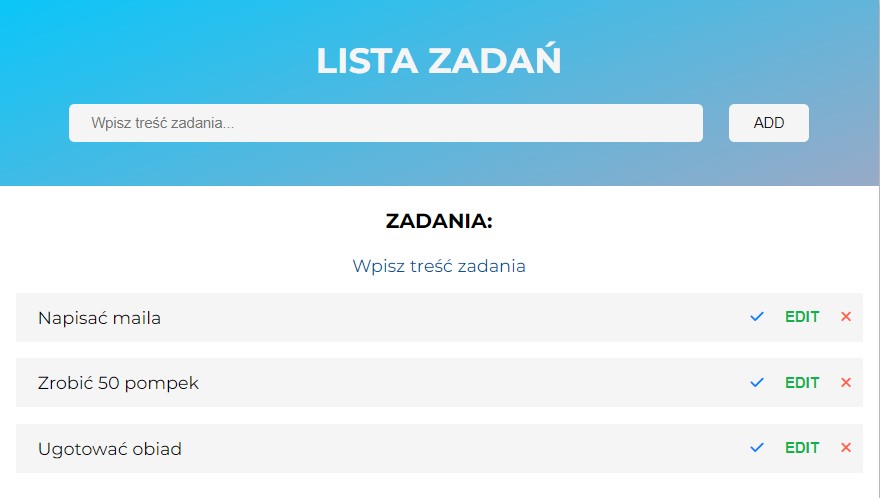 LISTA ZADAŃ
Wpisz treść zadania...
ADD
ZADANIA:
Wpisz treść zadania
Napisać maila EDIT
Zrobić 50 pompek EDIT
Ugotować obiad EDIT